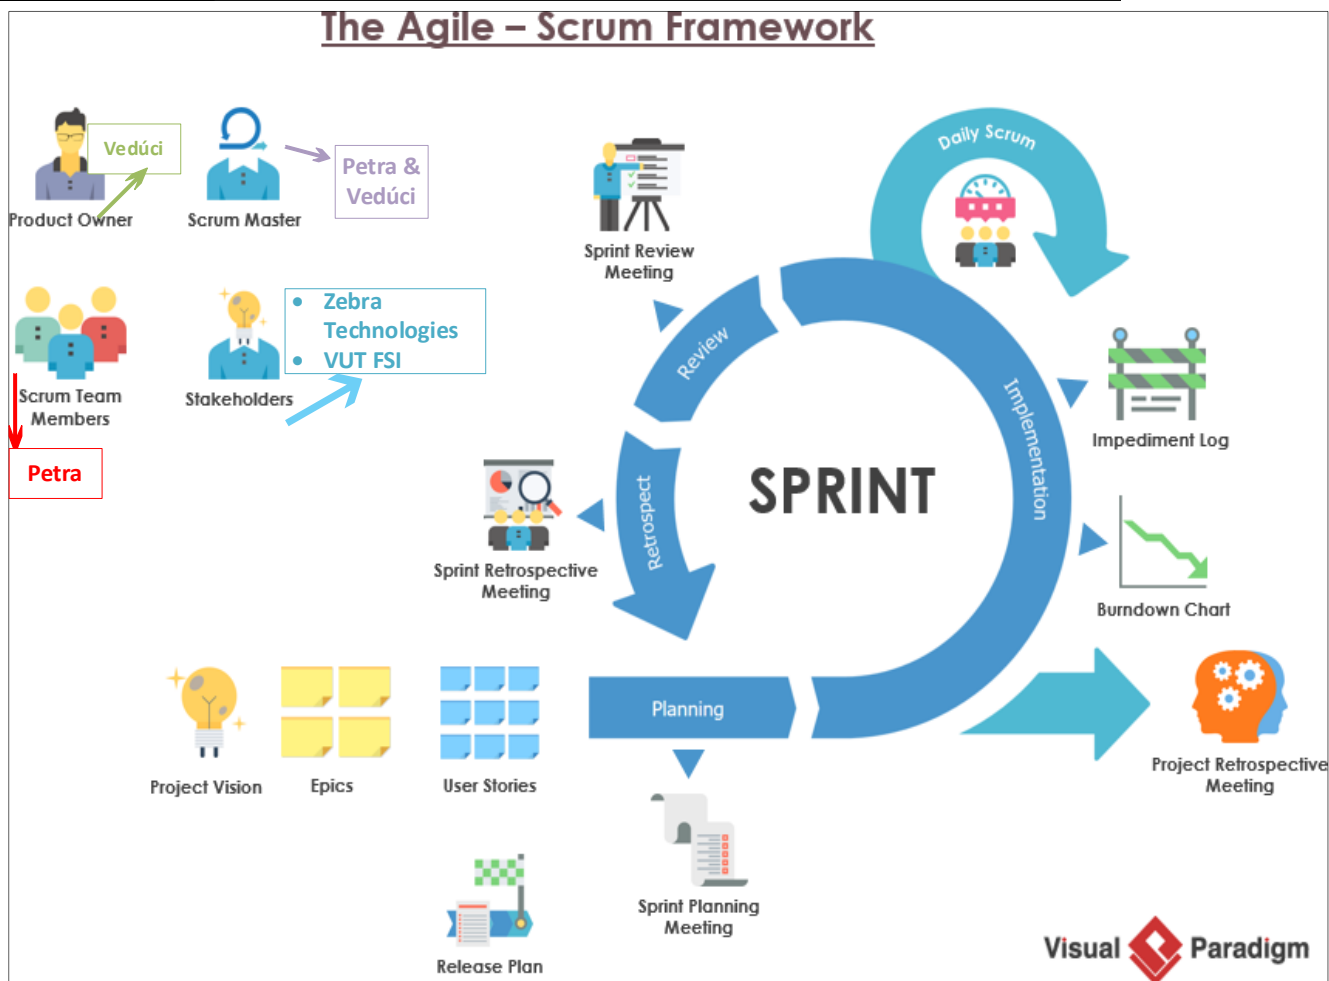 The Agile – Scrum Framework
Vedúci
Product Owner
Scrum Master
Petra &
Vedúci
Scrum Team
Members
Petra
Stakeholders
• Zebra
Technologies
• VUT FSI
Sprint Review
Meeting
Daily Scrum
Review
Implementation
Retrospect
SPRINT
Impediment Log
Burndown Chart
Sprint Retrospective
Meeting
Project Vision
Epics
User Stories
Planning
Project Retrospective
Meeting
Sprint Planning
Meeting
Release Plan
Visual Paradigm